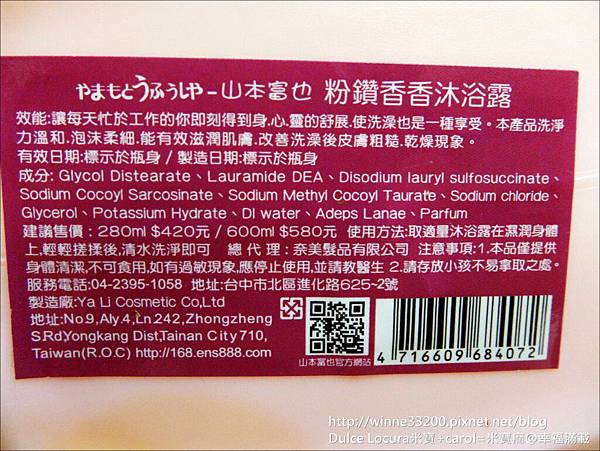 やまもとうふうしや-山本富也 粉鑽香香沐浴露
效能:讓每天忙於工作的你即刻得到身.心.靈的舒展.使洗澡也是一種享受。本產品洗淨
力溫和.泡沫柔細.能有效滋潤肌膚.改善洗澡後皮膚粗糙.乾燥現象。
有效日期:標示於瓶身 / 製造日期:標示於瓶身
成分: Glycol Distearate、Lauramide DEA、Disodium lauryl sulfosuccinate、
Sodium Cocoyl Sarcosinate、Sodium Methyl Cocoyl Taurate、Sodium chloride、
Glycerol、Potassium Hydrate、DI water、Adeps Lanae、Parfum
建議售價：280ml $420元 / 600ml $580元 使用方法:取適量沐浴露在濕潤身體
上,輕輕搓揉後,清水洗淨即可 總代理:奈美髮品有限公司 注意事項:1.本品僅提供
身體清潔,不可食用,如有過敏現象,應停止使用,並請教醫生 2.請存放小孩不易拿取之處。
服務電話:04-2395-1058 地址:台中市北區進化路625-2號
製造廠:Ya Li Cosmetic Co,Ltd
地址:No.9,Aly.4,Ln.242,Zhongzheng
S.Rd,Yongkang Dist,Tainan City 710,
Taiwan(R.O.C) http://168.ens888.com
山本富也官方網站
4 716609 684072
http://winne33200.pixnet.net/blog
Dulce Locura米寶+carol=米寶麻@幸福滿載